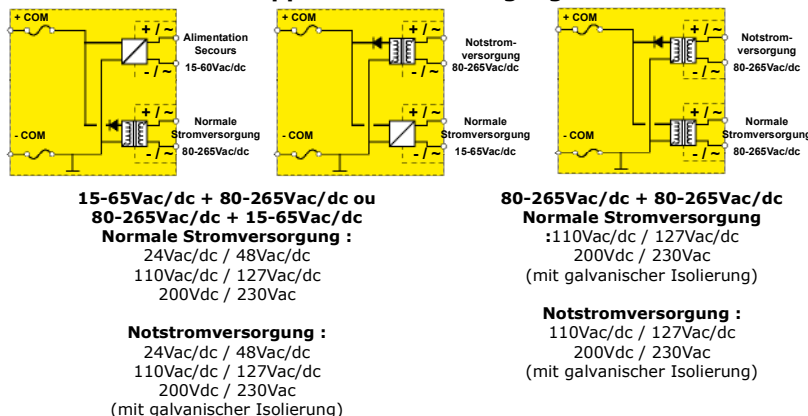 + COM
+ / ~
Alimentation
Secours
15-60Vac/dc
- / ~
+ / ~
Normale
Stromversorgung
80-265Vac/dc
- COM
- / ~
+ COM
+ / ~
Notstrom-
versorgung
80-265Vac/dc
- / ~
+ / ~
Normale
Stromversorgung
15-65Vac/dc
- COM
- / ~
+ COM
+ / ~
Notstrom-
versorgung
80-265Vac/dc
- / ~
+ / ~
Normale
Stromversorgung
80-265Vac/dc
- COM
- / ~
15-65Vac/dc + 80-265Vac/dc ou
80-265Vac/dc + 15-65Vac/dc
Normale Stromversorgung :
24Vac/dc / 48Vac/dc
110Vac/dc / 127Vac/dc
200Vdc / 230Vac
Notstromversorgung :
24Vac/dc / 48Vac/dc
110Vac/dc / 127Vac/dc
200Vdc / 230Vac
(mit galvanischer Isolierung)
80-265Vac/dc + 80-265Vac/dc
Normale Stromversorgung
:110Vac/dc / 127Vac/dc
200Vdc / 230Vac
(mit galvanischer Isolierung)
Notstromversorgung :
110Vac/dc / 127Vac/dc
200Vdc / 230Vac
(mit galvanischer Isolierung)